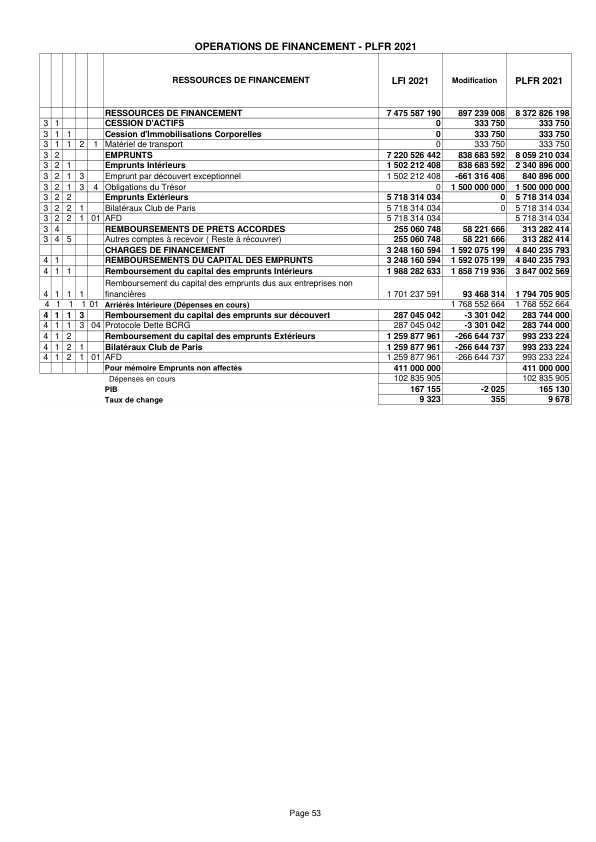 OPERATIONS DE FINANCEMENT - PLFR 2021
RESSOURCES DE FINANCEMENT LFI 2021 Modification PLFR 2021
RESSOURCES DE FINANCEMENT 7 475 587 190 897 239 008 8 372 826 198
3 1 CESSION D'ACTIFS 0 333 750 333 750
3 1 1 Cession d'Immobilisations Corporelles 0 333 750 333 750
3 1 1 2 1 Matériel de transport 0 333 750 333 750
3 2 EMPRUNTS 7 220 526 442 838 683 592 8 059 210 034
3 2 1 Emprunts Intérieurs 1 502 212 408 838 683 592 2 340 896 000
3 2 1 3 Emprunt par découvert exceptionnel 1 502 212 408 -661 316 408 840 896 000
3 2 1 3 4 Obligations du Trésor 0 1 500 000 000 1 500 000 000
3 2 2 Emprunts Extérieurs 5 718 314 034 0 5 718 314 034
3 2 2 1 Bilatéraux Club de Paris 5 718 314 034 0 5 718 314 034
3 2 2 1 01 AFD 5 718 314 034 5 718 314 034
3 4 REMBOURSEMENTS DE PRETS ACCORDES 255 060 748 58 221 666 313 282 414
3 4 5 Autres comptes à recevoir ( Reste à récouvrer) 255 060 748 58 221 666 313 282 414
CHARGES DE FINANCEMENT 3 248 160 594 1 592 075 199 4 840 235 793
4 1 REMBOURSEMENTS DU CAPITAL DES EMPRUNTS 3 248 160 594 1 592 075 199 4 840 235 793
4 1 1 Remboursement du capital des emprunts Intérieurs 1 988 282 633 1 858 719 936 3 847 002 569
Remboursement du capital des emprunts dus aux entreprises non
4 1 1 1 financières 1 701 237 591 93 468 314 1 794 705 905
4 1 1 1 01 Arriérés Intérieure (Dépenses en cours) 1 768 552 664 1 768 552 664
4 1 1 3 Remboursement du capital des emprunts sur découvert 287 045 042 -3 301 042 283 744 000
4 1 1 3 04 Protocole Dette BCRG 287 045 042 -3 301 042 283 744 000
4 1 2 Remboursement du capital des emprunts Extérieurs 1 259 877 961 -266 644 737 993 233 224
4 1 2 1 Bilatéraux Club de Paris 1 259 877 961 -266 644 737 993 233 224
4 1 2 1 01 AFD 1 259 877 961 -266 644 737 993 233 224
Pour mémoire Emprunts non affectés 411 000 000 411 000 000
Dépenses en cours 102 835 905 102 835 905
PIB 167 155 -2 025 165 130
Taux de change 9 323 355 9 678
Page 53